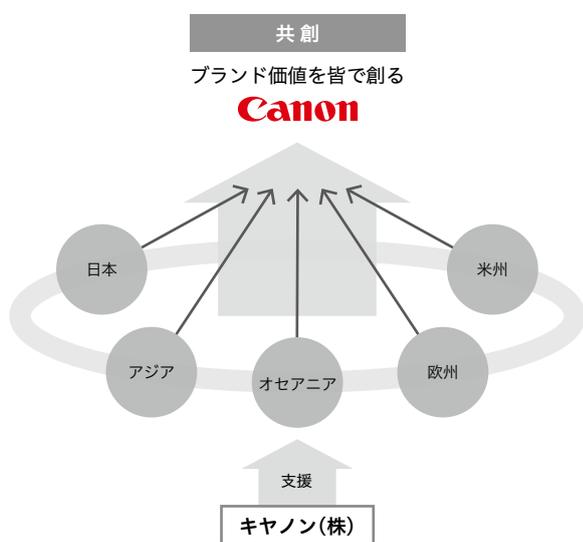 共創
ブランド価値を皆で創る
Canon
日本
米州
アジア
オセアニア
欧州
支援
キヤノン(株)